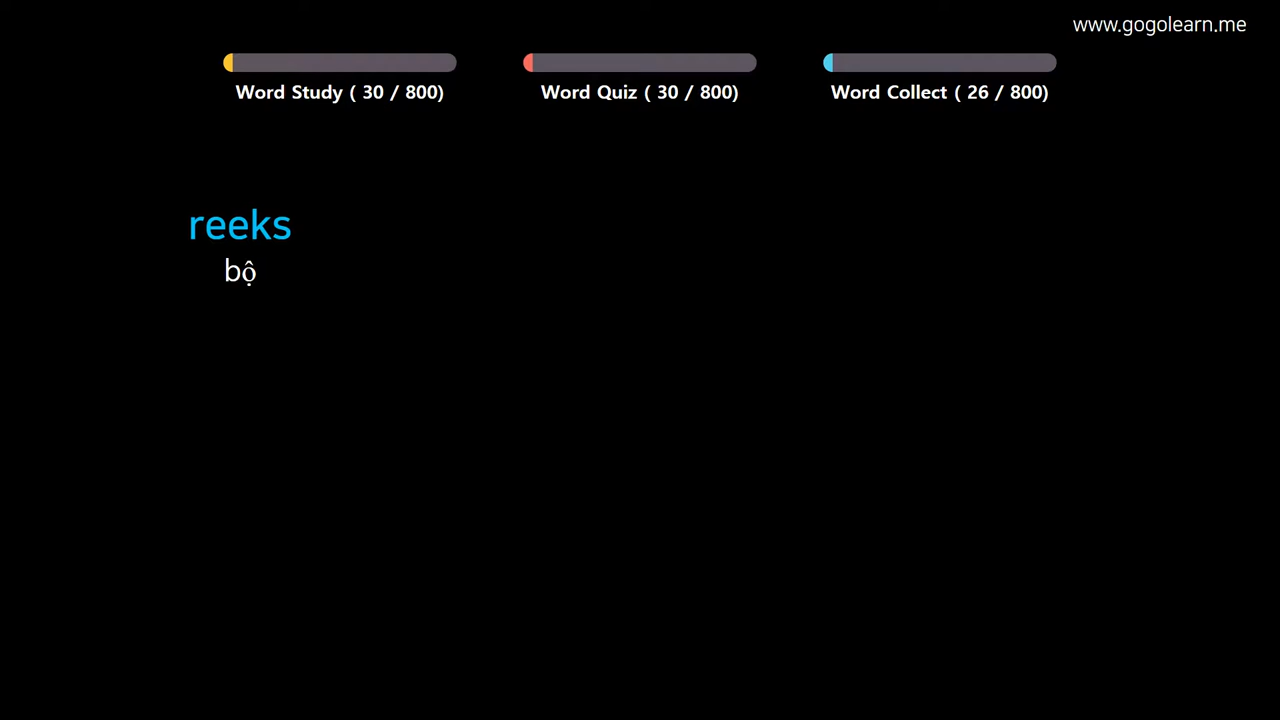 www.gogolearn.me
Word Study ( 30 / 800)
Word Quiz ( 30 / 800)
Word Collect ( 26 / 800)
reeks
bộ